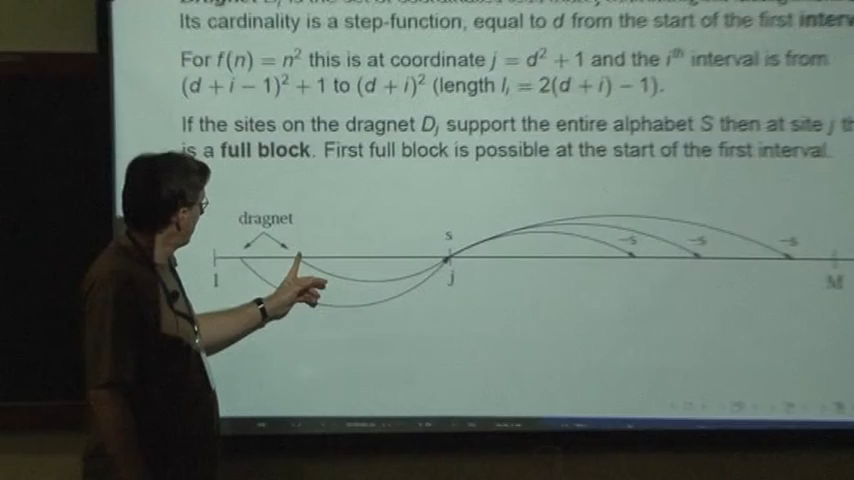 Its cardinality is a step-function, equal to d from the start of the first interv
For f(n) = n² this is at coordinate j = d² + 1 and the iᵗʰ interval is from
(d + i − 1)² + 1 to (d + i)² (length lᵢ = 2(d + i) − 1).
If the sites on the dragnet Dⱼ support the entire alphabet S then at site j th
is a full block. First full block is possible at the start of the first interval.
dragnet
s
¬s ¬s ¬s
1 j M